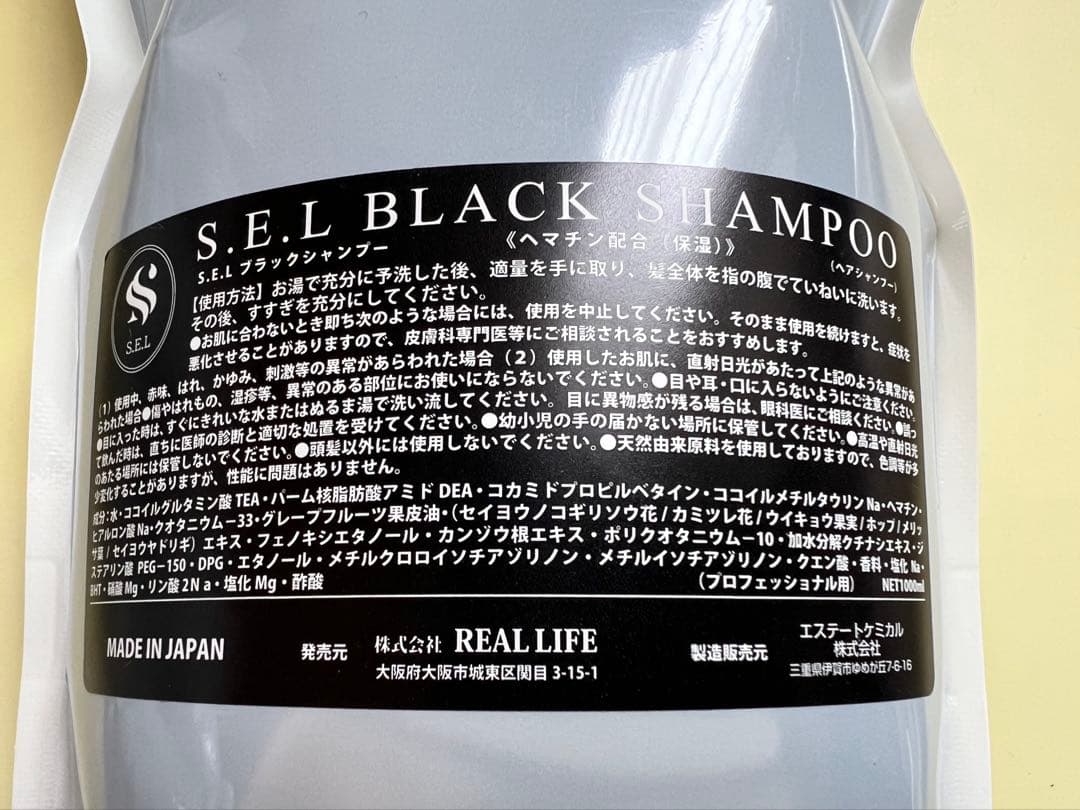 S.E.L BLACK SHAMPOO
S.E.L ブラックシャンプー 《ヘマチン配合(保湿)》 (ヘアシャンプー)
S
S.E.L
【使用方法】お湯で充分に予洗した後、適量を手に取り、髪全体を指の腹でていねいに洗います。
その後、すすぎを充分にしてください。
●お肌に合わないとき即ち次のような場合には、使用を中止してください。そのまま使用を続けますと、症状を
悪化させることがありますので、皮膚科専門医等にご相談されることをおすすめします。
(1)使用中、赤味、はれ、かゆみ、刺激等の異常があらわれた場合(2)使用したお肌に、直射日光があたって上記のような異常があ
らわれた場合●傷やはれもの、湿疹等、異常のある部位にお使いにならないでください。●目や耳・口に入らないようにご注意ください。
●目に入った時は、すぐにきれいな水またはぬるま湯で洗い流してください。目に異物感が残る場合は、眼科医にご相談ください。●誤っ
て飲んだ時は、直ちに医師の診断と適切な処置を受けてください。●幼小児の手の届かない場所に保管してください。●高温や直射日光
のあたる場所には保管しないでください。●頭髪以外には使用しないでください。●天然由来原料を使用しておりますので、色調等が多
少変化することがありますが、性能に問題はありません。
成分:水・ココイルグルタミン酸TEA・パーム核脂肪酸アミドDEA・コカミドプロピルベタイン・ココイルメチルタウリンNa・ヘマチン・
ヒアルロン酸Na・クオタニウム−33・グレープフルーツ果皮油・(セイヨウノコギリソウ花/カミツレ花/ウイキョウ果実/ホップ/メリッ
サ葉/セイヨウヤドリギ)エキス・フェノキシエタノール・カンゾウ根エキス・ポリクオタニウム−10・加水分解クチナシエキス・ジ
ステアリン酸PEG−150・DPG・エタノール・メチルクロロイソチアゾリノン・メチルイソチアゾリノン・クエン酸・香料・塩化Na・
BHT・硝酸Mg・リン酸2Na・塩化Mg・酢酸 (プロフェッショナル用) NET1000ml
MADE IN JAPAN 発売元 株式会社 REAL LIFE
大阪府大阪市城東区関目3-15-1
製造販売元 エステートケミカル
株式会社
三重県伊賀市ゆめが丘7-6-16